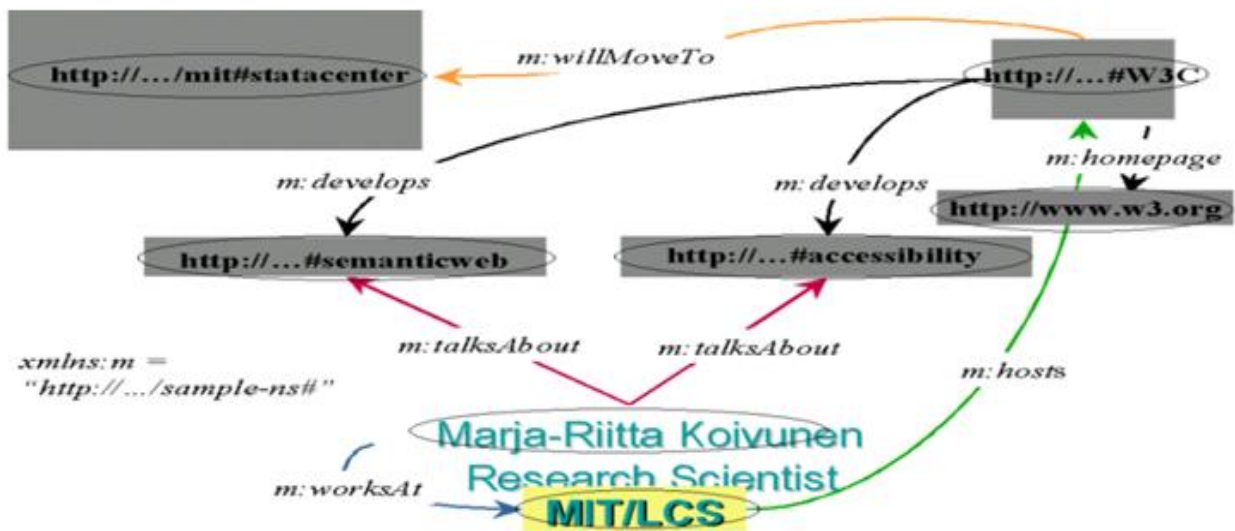 m:willMoveTo
http://.../mit#statacenter
http://...#W3C
m:homepage
m:develops
m:develops
http://www.w3.org
http://...#semanticweb
http://...#accessibility
m:talksAbout
m:talksAbout
xmlns:m =
"http://.../sample-ns#"
m:hosts
Marja-Riitta Koivunen
Research Scientist
m:worksAt
MIT/LCS